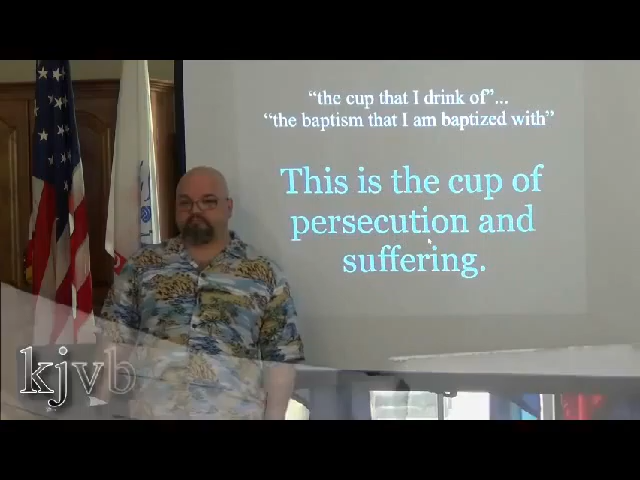 “the cup that I drink of”...
“the baptism that I am baptized with”
This is the cup of
persecution and
suffering.
kjvb